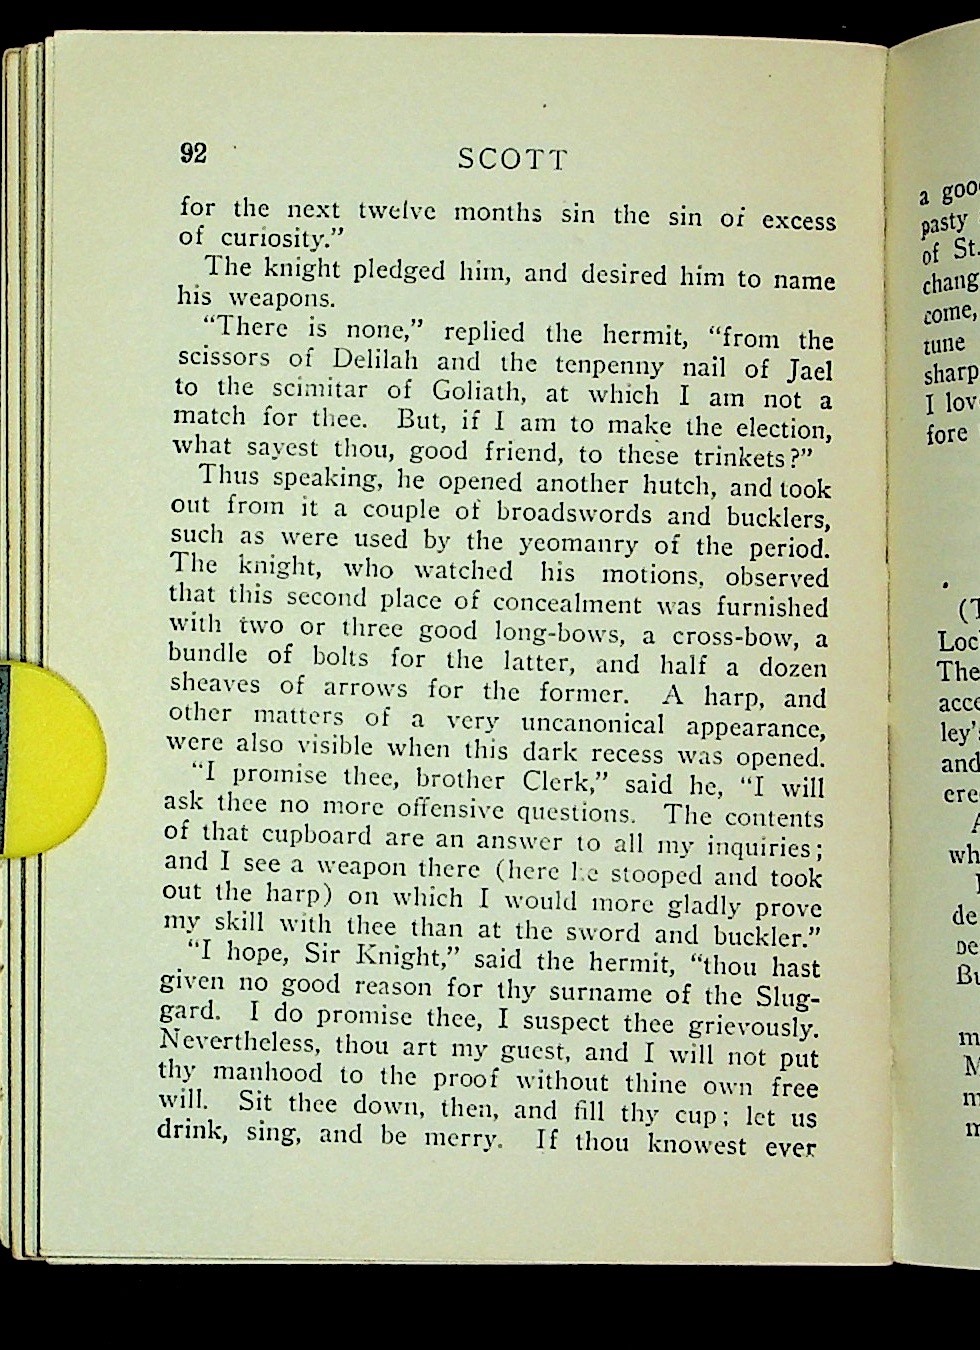 92 SCOTT
for the next twelve months sin the sin of excess
of curiosity.”
The knight pledged him, and desired him to name
his weapons.
“There is none,” replied the hermit, “from the
scissors of Delilah and the tenpenny nail of Jael
to the scimitar of Goliath, at which I am not a
match for thee. But, if I am to make the election,
what sayest thou, good friend, to these trinkets?”
Thus speaking, he opened another hutch, and took
out from it a couple of broadswords and bucklers,
such as were used by the yeomanry of the period.
The knight, who watched his motions, observed
that this second place of concealment was furnished
with two or three good long-bows, a cross-bow, a
bundle of bolts for the latter, and half a dozen
sheaves of arrows for the former. A harp, and
other matters of a very uncanonical appearance,
were also visible when this dark recess was opened.
“I promise thee, brother Clerk,” said he, “I will
ask thee no more offensive questions. The contents
of that cupboard are an answer to all my inquiries;
and I see a weapon there (here he stooped and took
out the harp) on which I would more gladly prove
my skill with thee than at the sword and buckler.”
“I hope, Sir Knight,” said the hermit, “thou hast
given no good reason for thy surname of the Slug-
gard. I do promise thee, I suspect thee grievously.
Nevertheless, thou art my guest, and I will not put
thy manhood to the proof without thine own free
will. Sit thee down, then, and fill thy cup; let us
drink, sing, and be merry. If thou knowest ever
a
pasty
of St.
come,
tune
I
fore
The
and